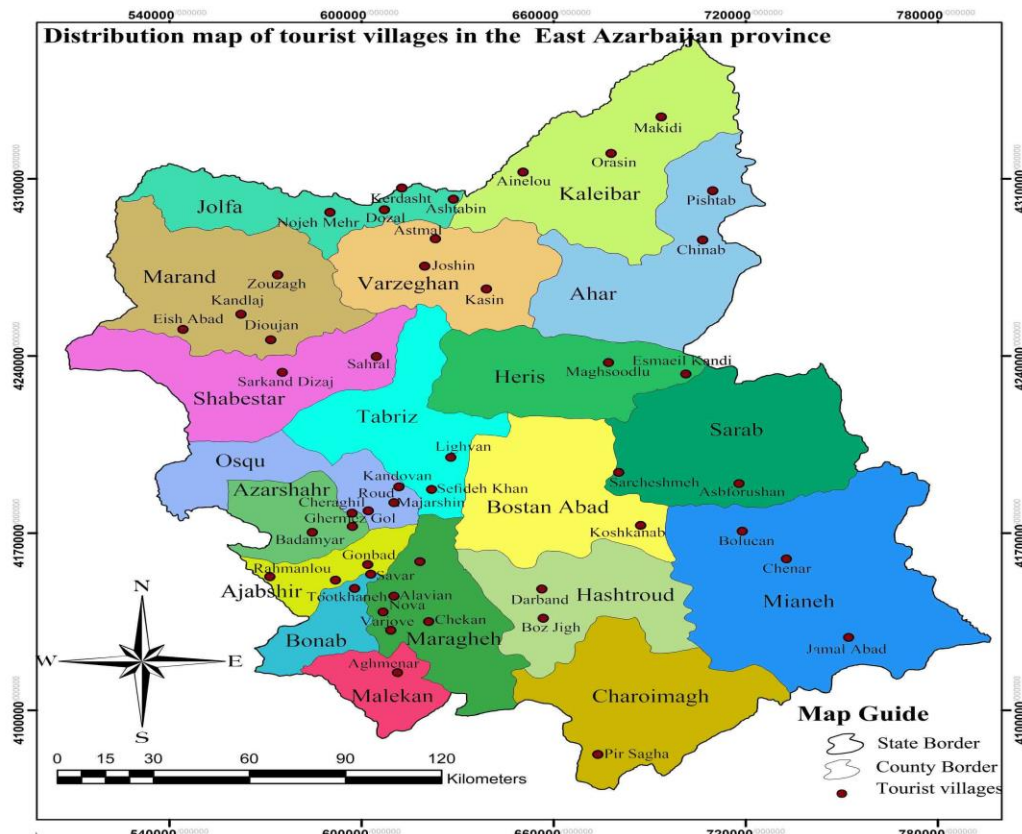 540000 600000 660000 720000 780000
Distribution map of tourist villages in the East Azarbaijan province
Makidi
Orasin
Ainelou
Kaleibar
4310000
4310000
Pishtab
Kerdasht
Jolfa
Ashtabin
Nojeh Mehr
Dozal
Astmal
Chinab
Marand
Joshin
Zouzagh
Varzeghan
Ahar
Kandlaj
Kasin
Eish Abad
Dioujan
4240000
4240000
Sahral
Esmaeil Kandi
Maghsoodlu
Heris
Sarkand Dizaj
Shabestar
Tabriz
Sarab
Lighvan
Osqu
Kandovan
Sarcheshmeh
Azarshahr
Roud
Sefideh Khan
Asbforushan
Cheraghil
Majarshin
Bostan Abad
Ghermez Gol
4170000
4170000
Koshkanab
Badamyar
Bolucan
Gonbad
Chenar
Rahmanlou
Savar
Ajabshir
Tootkhaneh
Alavian
Darband
Hashtroud
Mianeh
Nova
Varjove
Chekan
Boz Jigh
Bonab
Maragheh
Jamal Abad
N
W E
S
Aghmenar
Malekan
Charoimagh
4100000
4100000
Map Guide
State Border
County Border
Tourist villages
Pir Sagha
0 15 30 60 90 120
Kilometers
540000 600000 660000 720000 780000